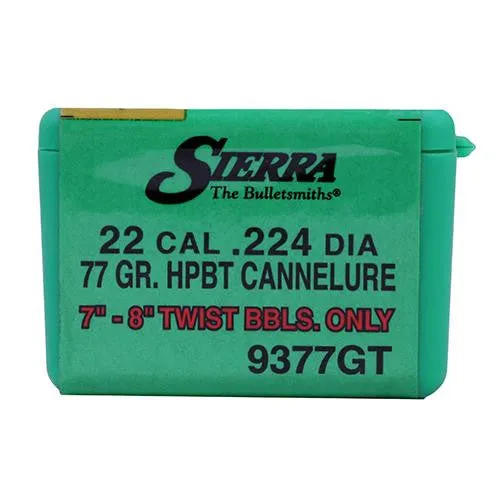 SIERRA
The Bulletsmiths®
22 CAL .224 DIA
77 GR. HPBT CANNELURE
7" - 8" TWIST BBLS. ONLY
9377GT